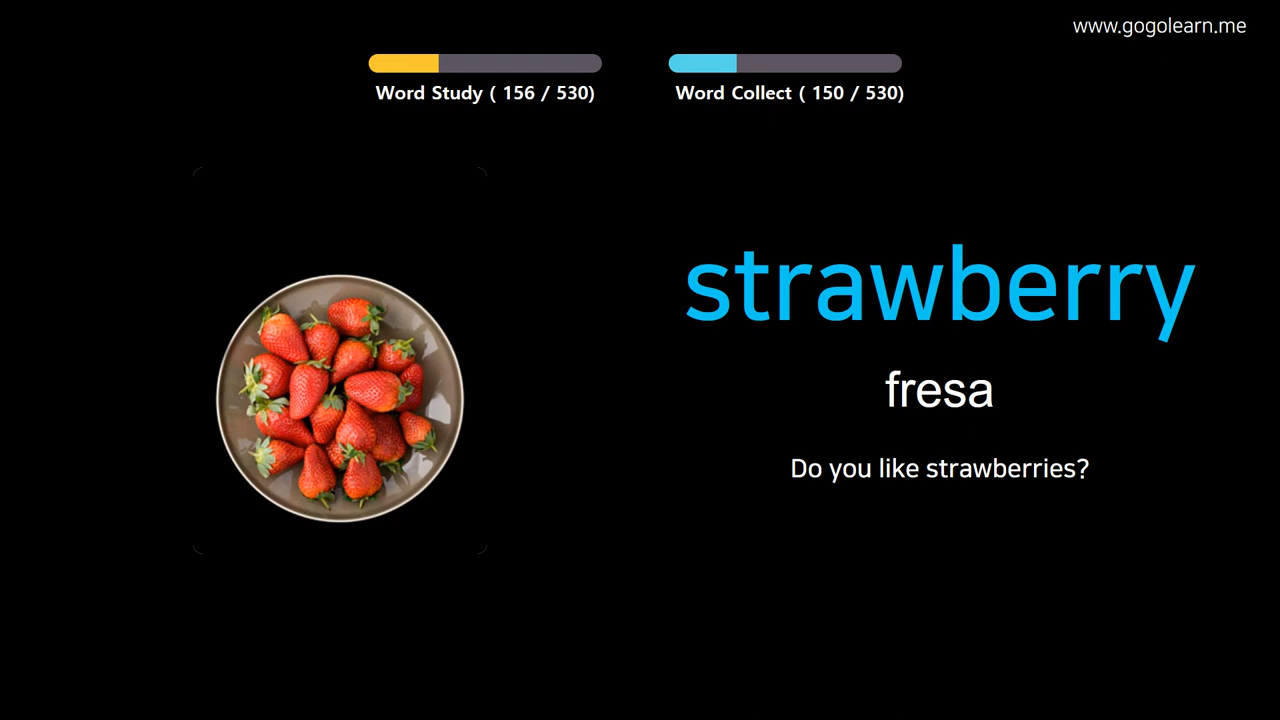 www.gogolearn.me
Word Study ( 156 / 530)
Word Collect ( 150 / 530)
strawberry
fresa
Do you like strawberries?